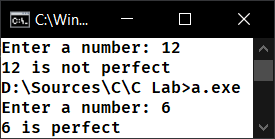 C:\Win...
Enter a number: 12
12 is not perfect
D:\Sources\C\C Lab>a.exe
Enter a number: 6
6 is perfect